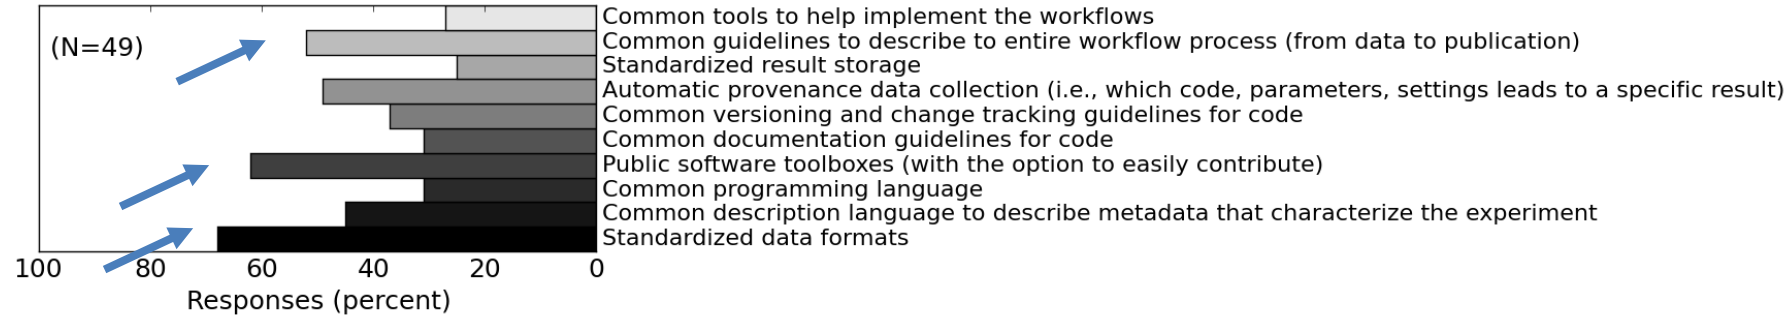 (N=49)
Common tools to help implement the workflows
Common guidelines to describe to entire workflow process (from data to publication)
Standardized result storage
Automatic provenance data collection (i.e., which code, parameters, settings leads to a specific result)
Common versioning and change tracking guidelines for code
Common documentation guidelines for code
Public software toolboxes (with the option to easily contribute)
Common programming language
Common description language to describe metadata that characterize the experiment
Standardized data formats
100 80 60 40 20 0
Responses (percent)